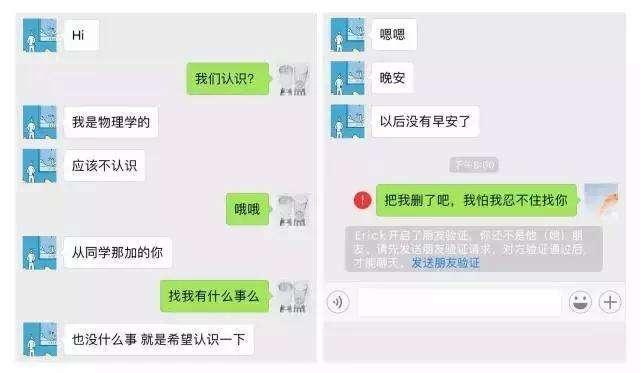 Hi
我们认识？
我是物理学的
应该不认识
哦哦
从同学那加的你
找我有什么事么
也没什么事 就是希望认识一下
嗯嗯
晚安
以后没有早安了
下午8:00
把我删了吧，我怕我忍不住找你
Erick开启了朋友验证，你还不是他（她）朋
友，请先发送朋友验证请求，对方验证通过后，
才能聊天。发送朋友验证